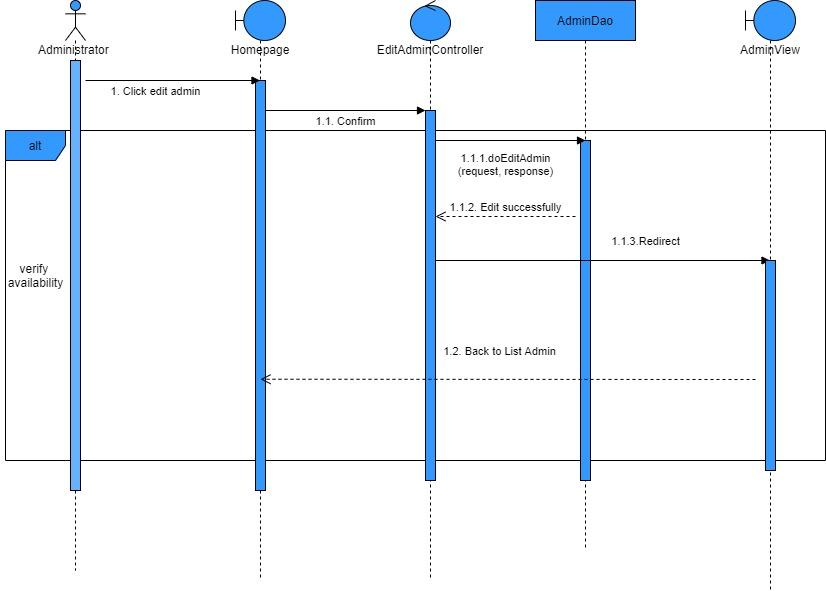 Administrator
Homepage
EditAdminController
AdminDao
AdminView
1. Click edit admin
1.1. Confirm
alt
1.1.1.doEditAdmin
(request, response)
1.1.2. Edit successfully
1.1.3.Redirect
verify
availability
1.2. Back to List Admin